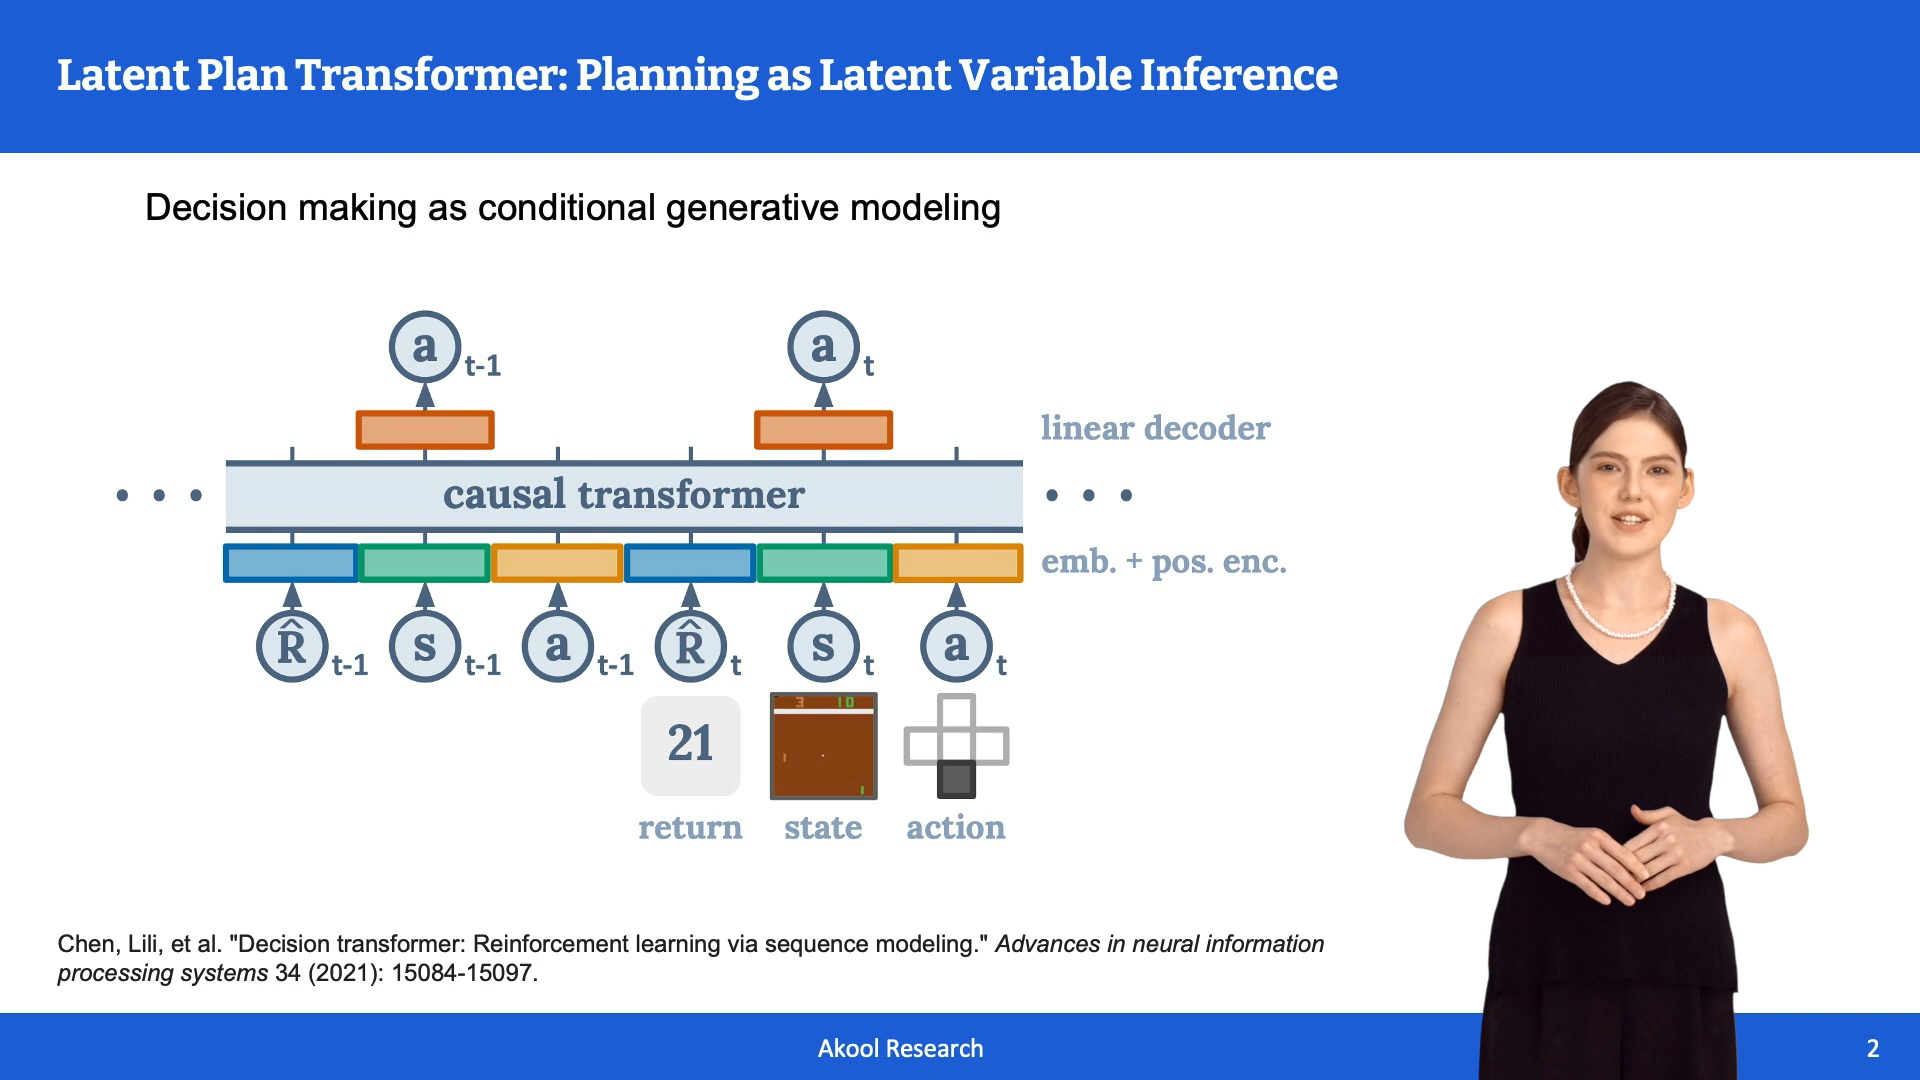 Latent Plan Transformer: Planning as Latent Variable Inference
Decision making as conditional generative modeling
a t-1 a t
linear decoder
causal transformer
emb. + pos. enc.
R̂ t-1 s t-1 a t-1 R̂ t s t a t
3 10
21
return state action
Chen, Lili, et al. "Decision transformer: Reinforcement learning via sequence modeling." Advances in neural information
processing systems 34 (2021): 15084-15097.
Akool Research
2